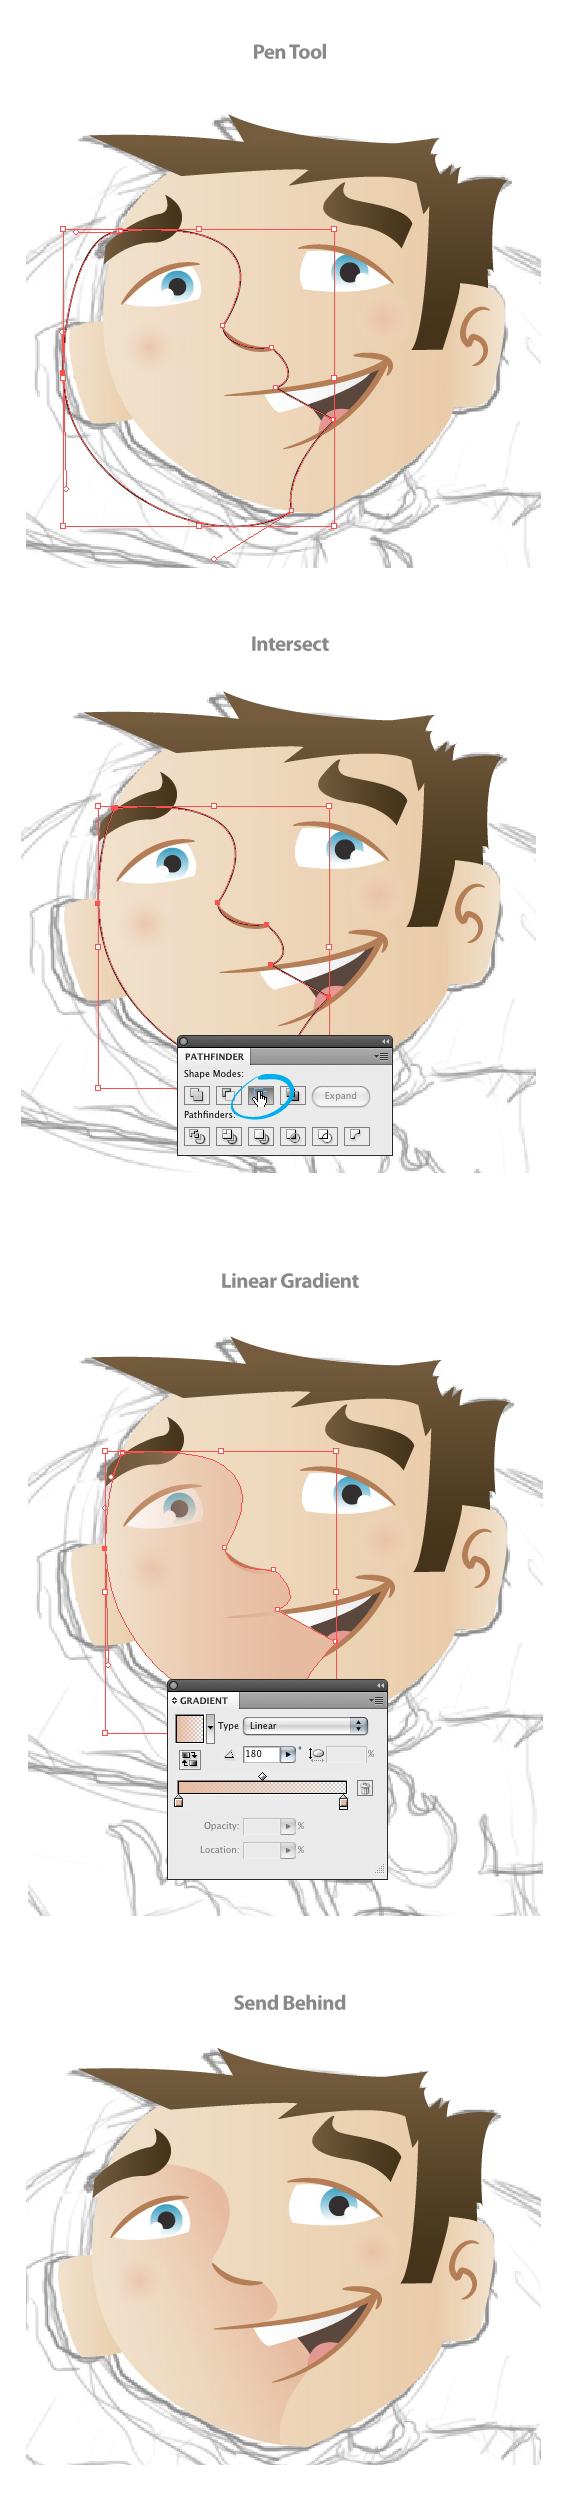 Pen Tool
Intersect
PATHFINDER
Shape Modes:
Expand
Pathfinders:
Linear Gradient
GRADIENT
Type Linear
180 ° %
Opacity: %
Location: %
Send Behind